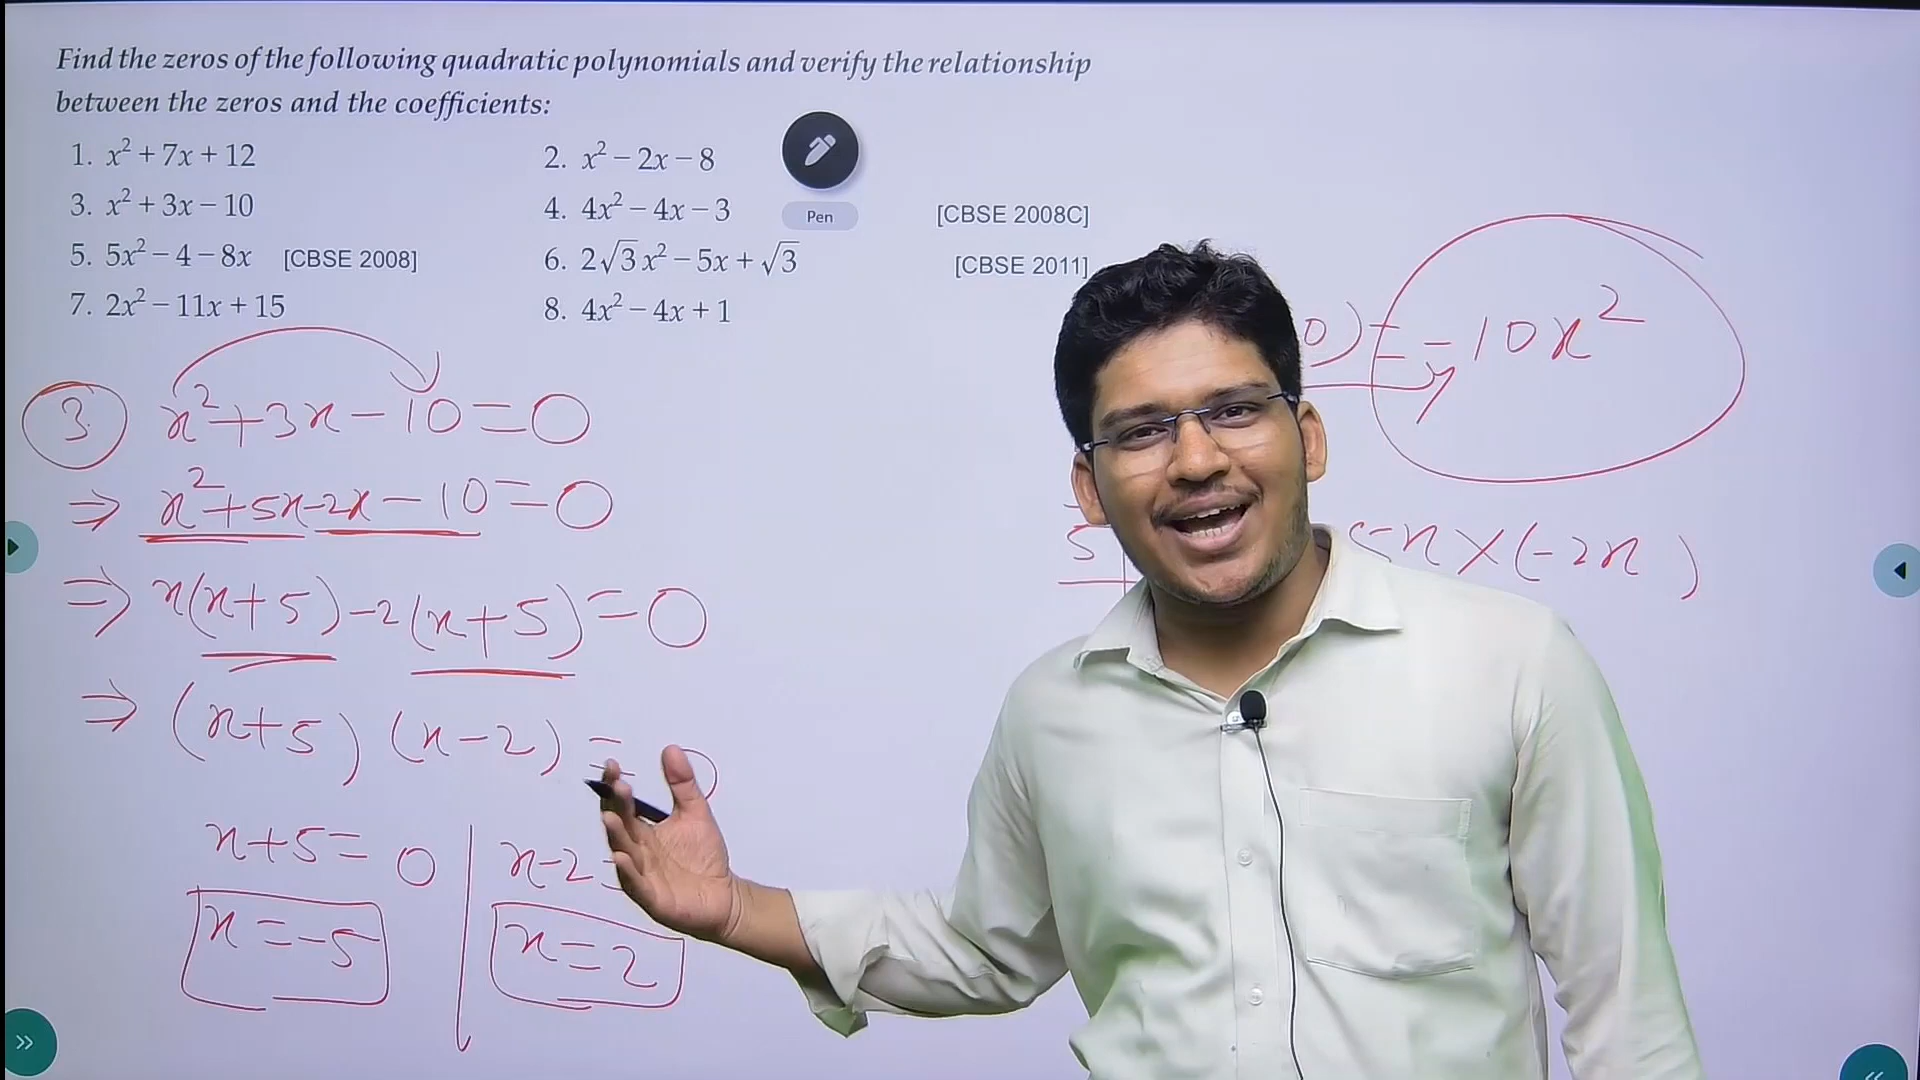 Find the zeros of the following quadratic polynomials and verify the relationship
between the zeros and the coefficients:
1. x² + 7x + 12
2. x² − 2x − 8
3. x² + 3x − 10
4. 4x² − 4x − 3 [CBSE 2008C]
5. 5x² − 4 − 8x [CBSE 2008]
6. 2√3x² − 5x + √3 [CBSE 2011]
7. 2x² − 11x + 15
8. 4x² − 4x + 1
Pen
3. x²+3x−10=0
⇒ x²+5x−2x−10=0
⇒ x(x+5)−2(x+5)=0
⇒ (x+5)(x−2)=0
x+5=0 | x−2=
x=−5 | x=2
0) = −10x²
5
5x×(−2x)